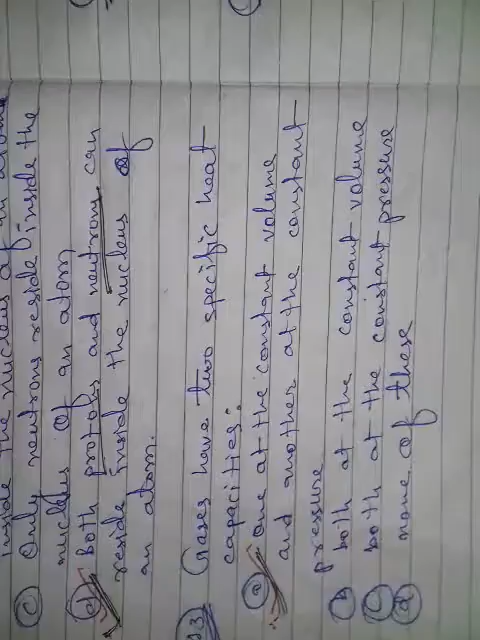 inside the nucleus of an atom
(c) Only neutrons reside inside the
nucleus of an atom
(d) both protons and neutrons can
reside inside the nucleus of
an atom.
23 Gases have two specific heat
capacities:
(a) one at the constant volume
and another at the constant
pressure
(b) both at the constant volume
(c) both at the constant pressure
(d) none of these